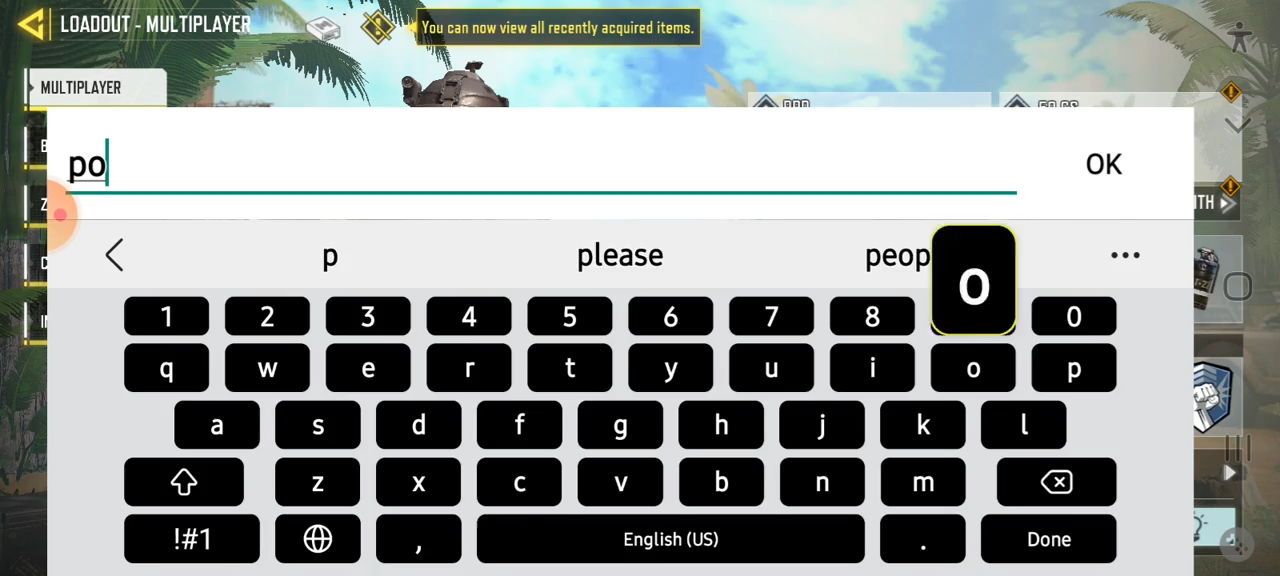 LOADOUT - MULTIPLAYER
You can now view all recently acquired items.
MULTIPLAYER
po
OK
p please peop
o
1 2 3 4 5 6 7 8 0
q w e r t y u i o p
a s d f g h j k l
z x c v b n m
!#1 , English (US) . Done